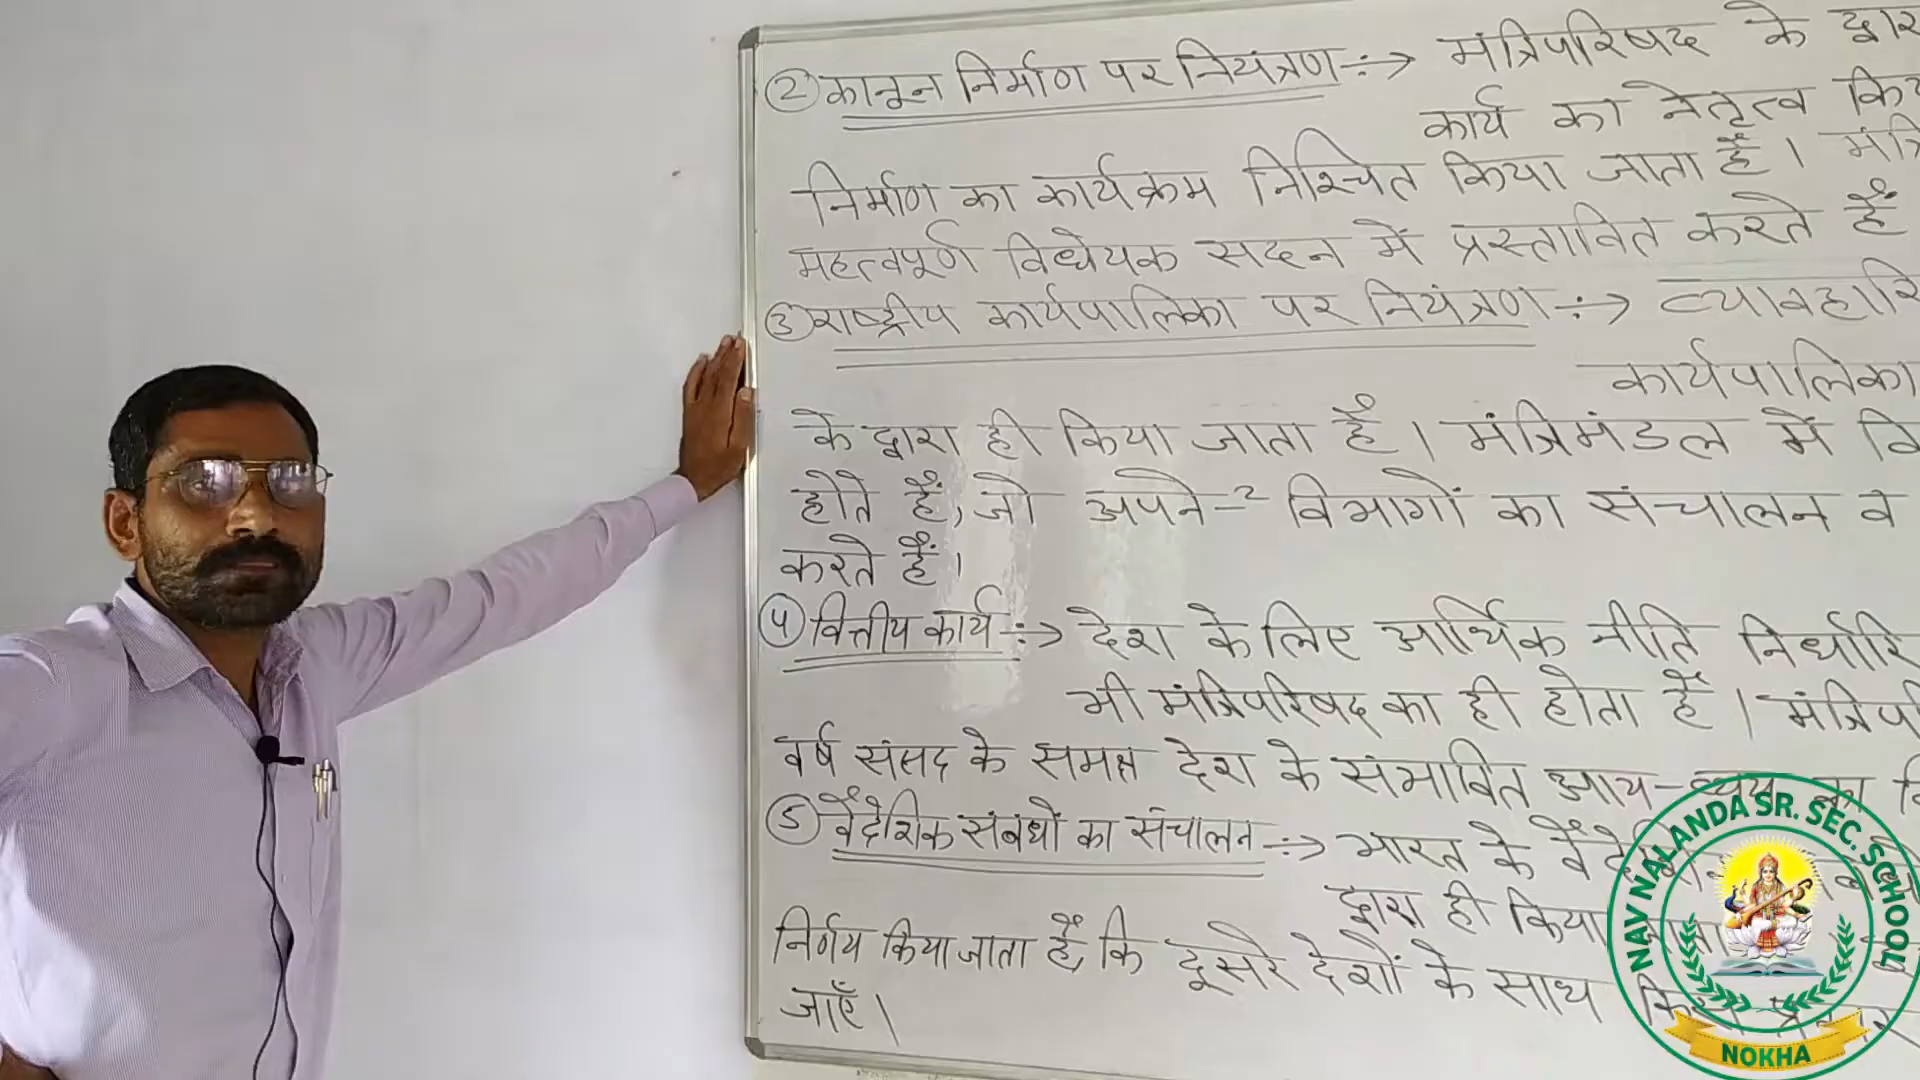 ② कानून निर्माण पर नियंत्रण ÷→ मंत्रिपरिषद के द्वार
कार्य का नेतृत्व किय
निर्माण का कार्यक्रम निश्चित किया जाता है। मंत्रि
महत्वपूर्ण विधेयक सदन में प्रस्तावित करते हैं
③ राष्ट्रीय कार्यपालिका पर नियंत्रण ÷→ व्यावहारि
कार्यपालिका
के द्वारा ही किया जाता है। मंत्रिमंडल में वि
होते हैं, जो अपने-2 विभागों का संचालन व
करते हैं।
④ वित्तीय कार्य ÷→ देश के लिए आर्थिक नीति निर्धारि
भी मंत्रिपरिषद का ही होता है। मंत्रिप
वर्ष संसद के समक्ष देश के संभावित आय-व्यय का
⑤ वैदेशिक संबंधों का संचालन ÷→ भारत के
द्वारा ही किया
निर्णय किया जाता है, कि दूसरे देशों के साथ
जाएँ।
NAV NALANDA SR. SEC. SCHOOL
NOKHA